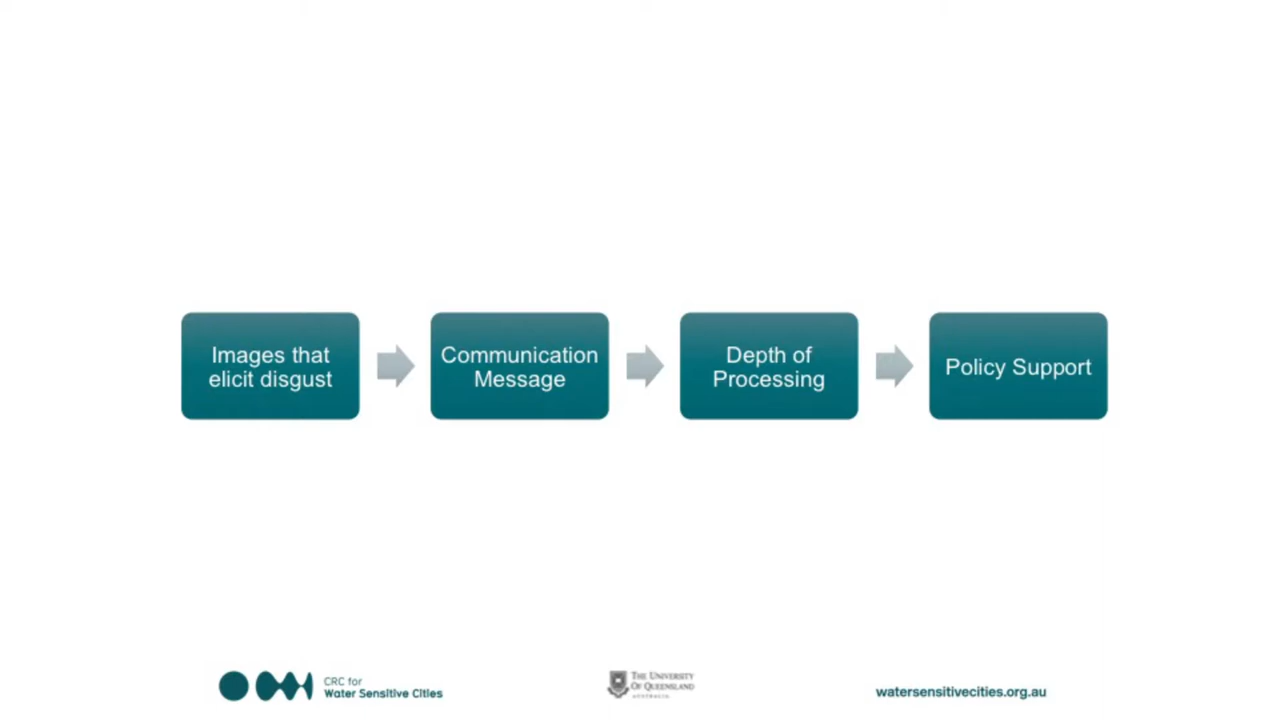 Images that
elicit disgust
Communication
Message
Depth of
Processing
Policy Support
CRC for
Water Sensitive Cities
THE UNIVERSITY
OF QUEENSLAND
AUSTRALIA
watersensitivecities.org.au